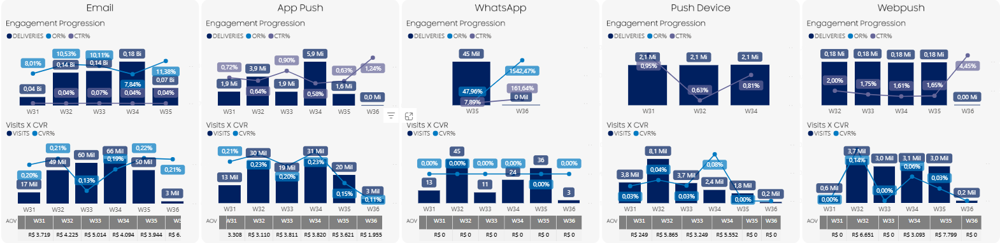 Email
Engagement Progression
DELIVERIES OR% CTR%
8,01% 10,53% 10,11% 0,18 Bi
0,14 Bi 0,14 Bi 11,38%
0,04 Bi 7,84% 0,07 Bi
0,04% 0,07% 0,04% 0,04%
W31 W32 W33 W34 W35
Visits X CVR
VISITS CVR%
0,21% 60 Mil 66 Mil 0,22%
49 Mil 0,19% 50 Mil
0,20% 0,13% 0,21%
17 Mil 3 Mil
W31 W32 W33 W34 W35 W36
AOV W31 W32 W33 W34 W35 W3
R$ 3.719 R$ 4.225 R$ 5.014 R$ 4.094 R$ 3.944 R$ 6.
App Push
Engagement Progression
DELIVERIES OR% CTR%
5,9 Mi
0,72% 3,9 Mi 0,90% 0,63% 1,24%
1,9 Mi 1,9 Mi 1,6 Mi
0,64% 0,58% 0,0 Mi
W31 W32 W33 W34 W35 W36
Visits X CVR
VISITS CVR%
0,21% 30 Mil 31 Mil
0,23% 19 Mil 0,23% 20 Mil
13 Mil 0,20% 3 Mil
0,15% 0,11%
W31 W32 W33 W34 W35 W36
AOV W31 W32 W33 W34 W35 W36
3.308 R$ 3.110 R$ 3.811 R$ 3.820 R$ 3.621 R$ 1.955
WhatsApp
Engagement Progression
DELIVERIES OR% CTR%
45 Mil
1542,47%
47,96% 161,64%
7,89% 0 Mil
W35 W36
Visits X CVR
VISITS CVR%
45 36
0,00% 0,00% 0,00% 0,00% 0,00%
24
13 11 0,00% 3
W31 W32 W33 W34 W35 W36
AOV W31 W32 W33 W34 W35 W36
R$ 0 R$ 0 R$ 0 R$ 0 R$ 0 R$ 0
Push Device
Engagement Progression
DELIVERIES OR% CTR%
2,1 Mi 2,1 Mi 2,1 Mi
0,95%
0,63% 0,81%
W31 W32 W34
Visits X CVR
VISITS CVR%
8,1 Mil
3,8 Mil 0,04% 3,7 Mil 0,08%
2,4 Mil 1,8 Mil
0,03% 0,03% 0,00% 0,2 Mil
W31 W32 W33 W34 W35 W36
AOV W31 W32 W33 W34 W35 W36
R$ 249 R$ 5.865 R$ 3.249 R$ 5.552 R$ 0 R$ 0
Webpush
Engagement Progression
DELIVERIES OR% CTR%
0,18 Mi 0,18 Mi 0,18 Mi 0,18 Mi
4,45%
2,00% 1,75% 1,61% 1,65%
0,00 Mi
W32 W33 W34 W35 W36
Visits X CVR
VISITS CVR%
3,7 Mil
0,14% 3,0 Mil 3,1 Mil 3,0 Mil
0,06%
0,6 Mil 0,00% 0,03% 0,2 Mil
0,00%
W31 W32 W33 W34 W35 W36
AOV W31 W32 W33 W34 W35 W36
R$ 0 R$ 6.651 R$ 0 R$ 3.093 R$ 7.799 R$ 0